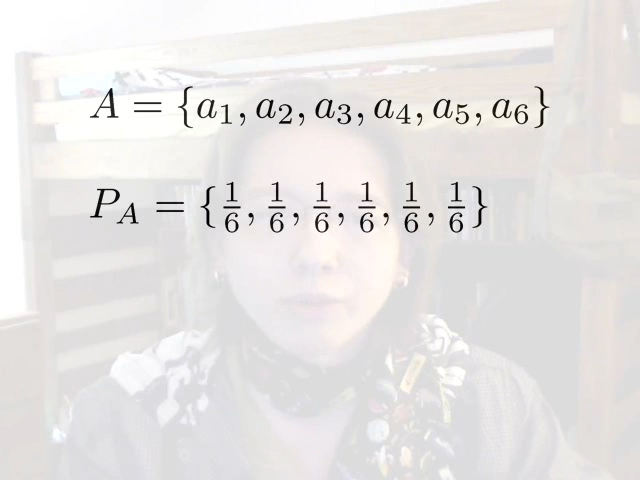 A = {a₁, a₂, a₃, a₄, a₅, a₆}
P_A = {1/6, 1/6, 1/6, 1/6, 1/6, 1/6}